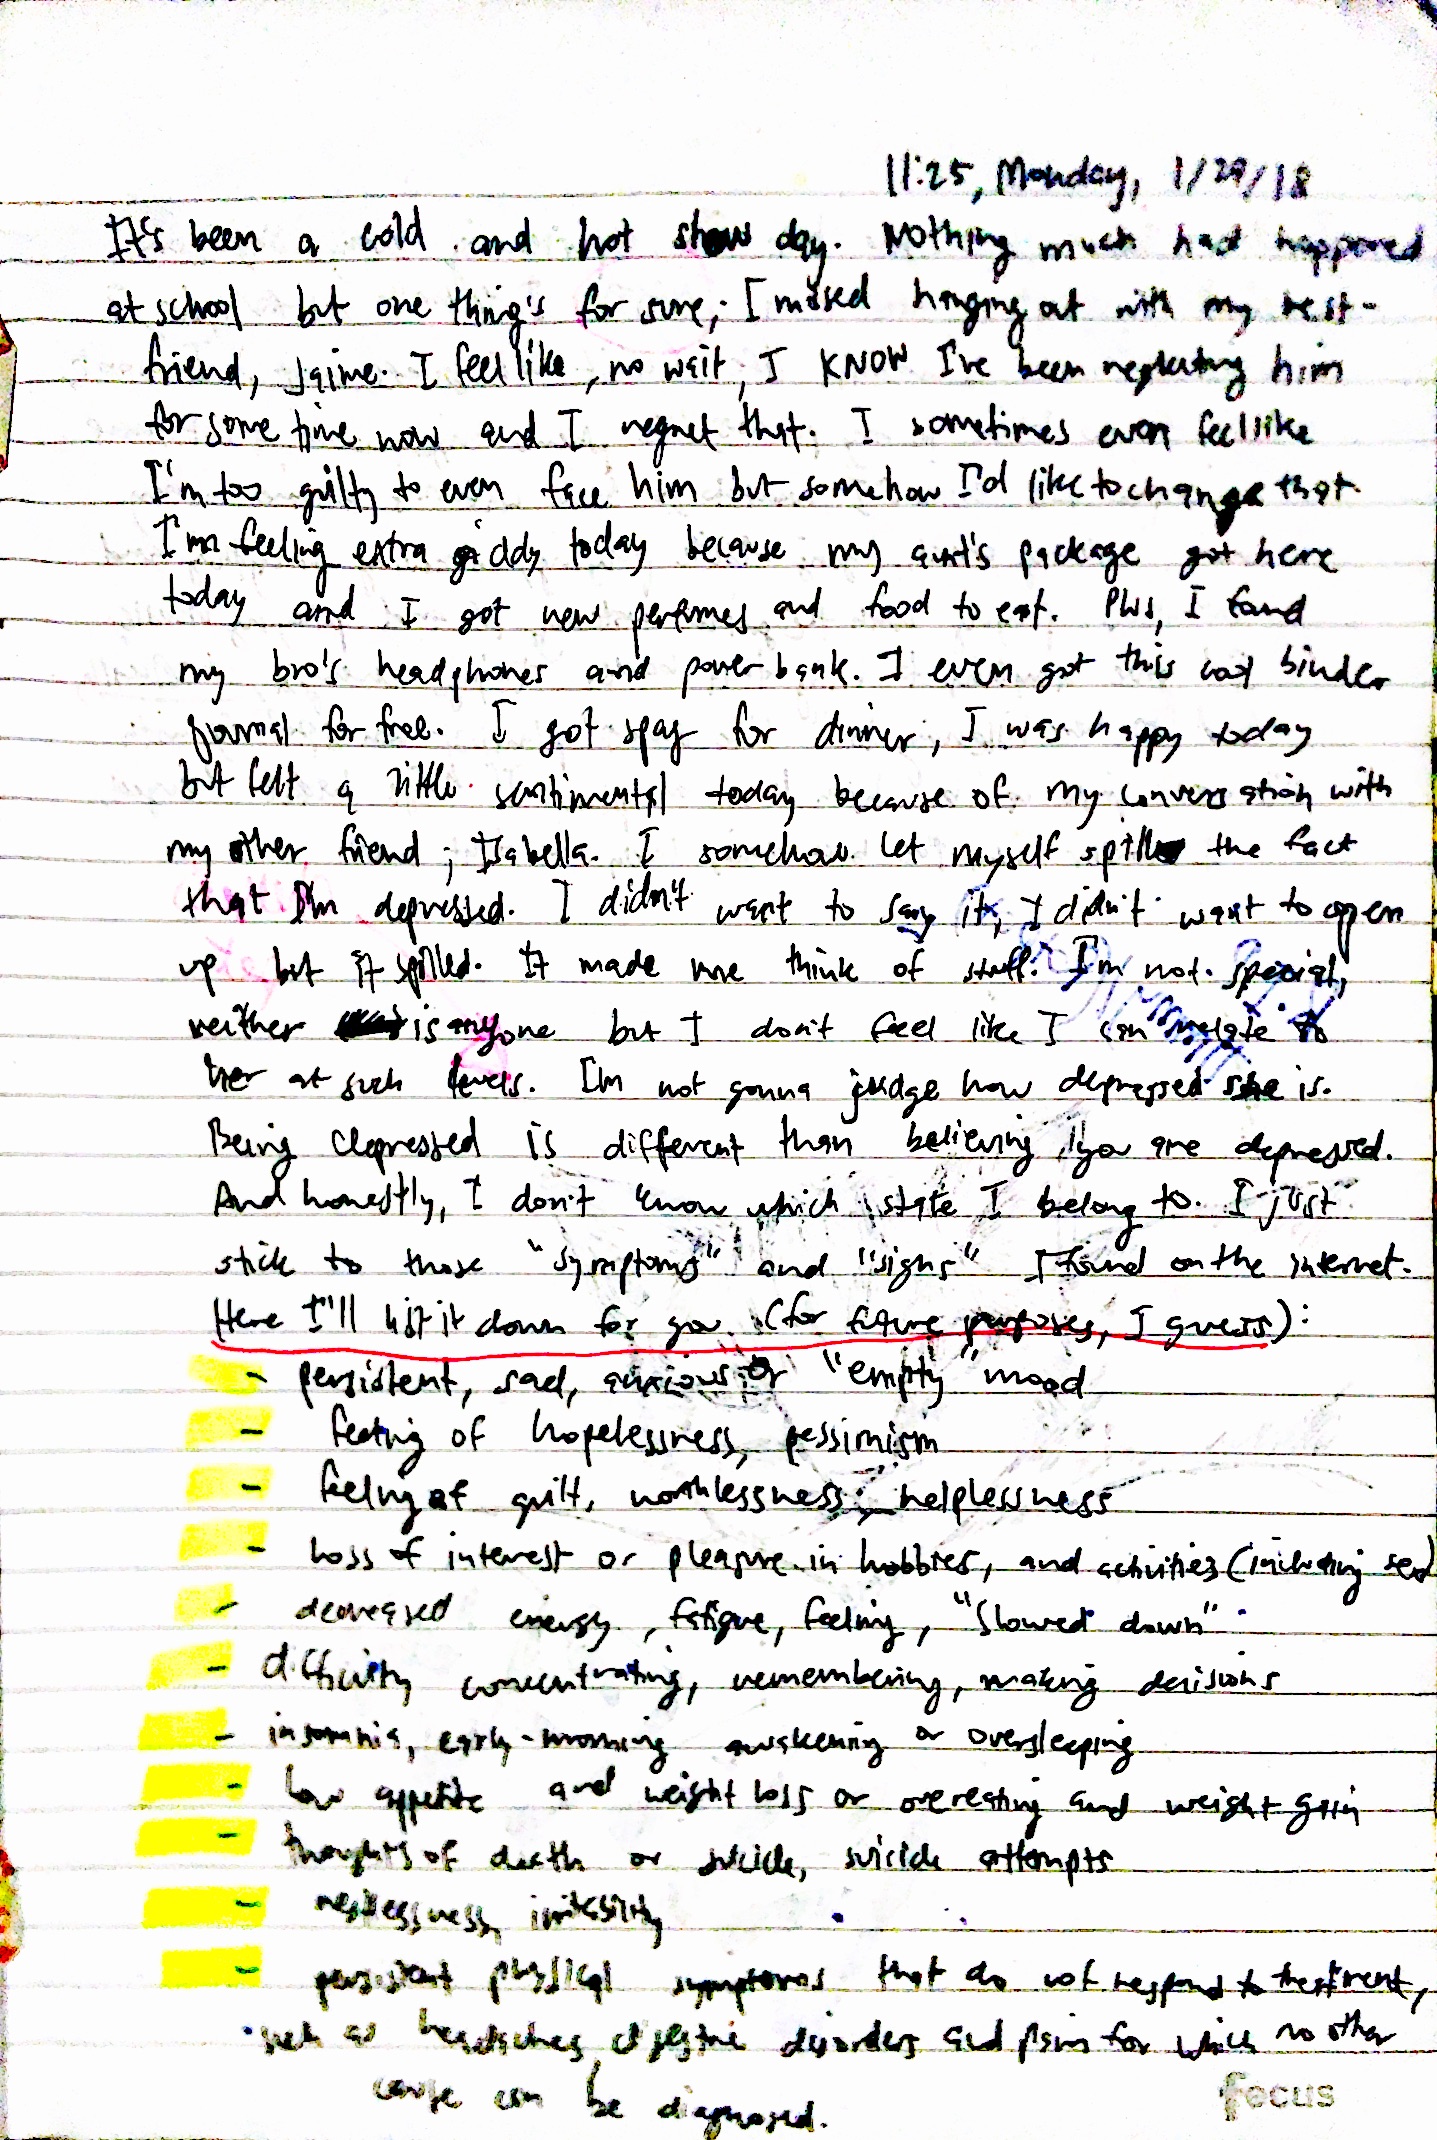 11:25, Monday, 1/29/18
It's been a cold and hot show day. Nothing much had happened
at school but one thing's for sure; I missed hanging out with my best-
friend, Jaime. I feel like, no wait, I KNOW I've been neglecting him
for some time now and I regret that. I sometimes even feel like
I'm too guilty to even face him but somehow I'd like to change that.
I'm feeling extra giddy today because my aunt's package got here
today and I got new perfumes and food to eat. Plus, I found
my bro's headphones and power bank. I even got this cool binder
journal for free. I got spag for dinner, I was happy today
but felt a little sentimental today because of my conversation with
my other friend; Isabella. I somehow let myself spill the fact
that I'm depressed. I didn't want to say it, I didn't want to open
up but it spilled. It made me think of stuff. I'm not special,
neither is anyone but I don't feel like I can relate to
her at such levels. I'm not gonna judge how depressed she is.
Being depressed is different than believing you are depressed.
And honestly, I don't know which state I belong to. I just
stick to those "symptoms" and "signs" I found on the internet.
Here I'll list it down for you (for future purposes, I guess):
- persistent, sad, anxious or "empty" mood
- feeling of hopelessness, pessimism
- feeling of guilt, worthlessness, helplessness
- loss of interest or pleasure in hobbies, and activities (including sex)
- decreased energy, fatigue, feeling, "slowed down"
- difficulty concentrating, remembering, making decisions
- insomnia, early-morning awakening or oversleeping
- low appetite and weight loss or overeating and weight gain
- thoughts of death or suicide, suicide attempts
- restlessness, irritability
- persistent physical symptoms that do not respond to treatment,
such as headaches, digestive disorders and pain for which no other
cause can be diagnosed.
focus